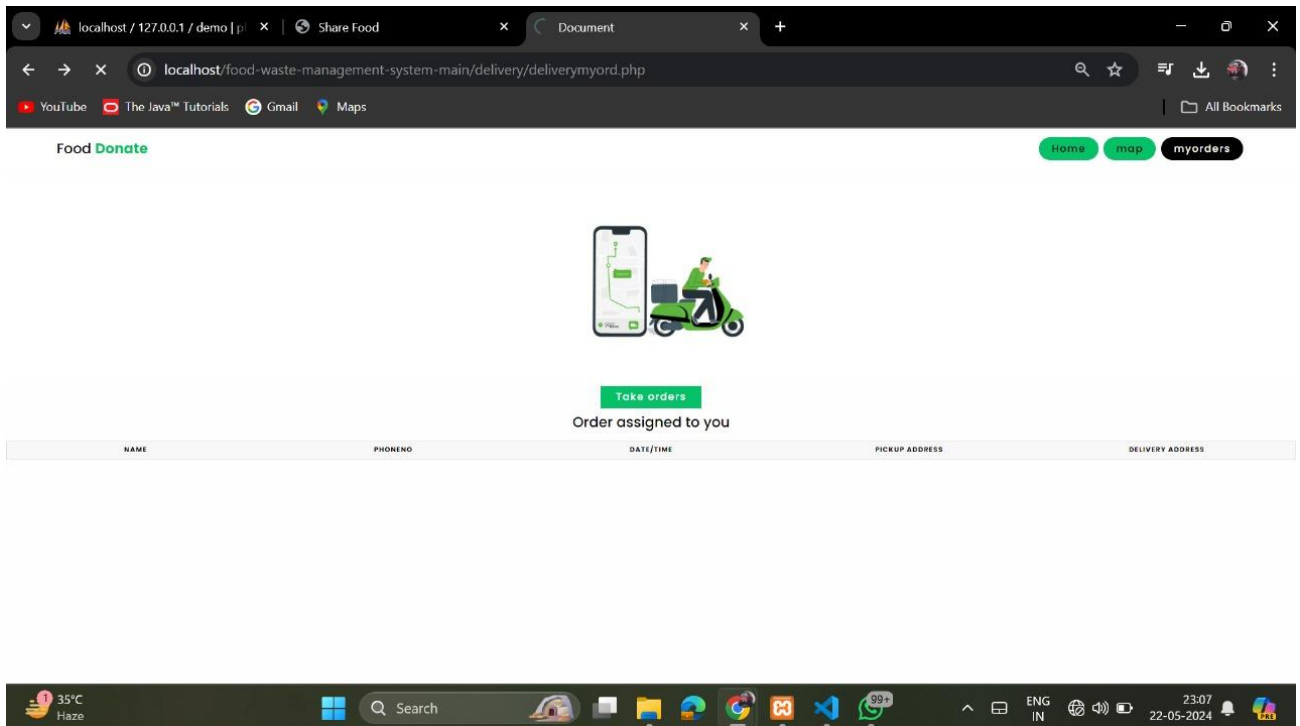 localhost / 127.0.0.1 / demo | p
Share Food
Document
localhost/food-waste-management-system-main/delivery/deliverymyord.php
YouTube The Java™ Tutorials Gmail Maps All Bookmarks
Food Donate Home map myorders
Take orders
Order assigned to you
NAME PHONENO DATE/TIME PICKUP ADDRESS DELIVERY ADDRESS
1 35°C Search 99+ ENG 23:07
Haze IN 22-05-2024 PRE